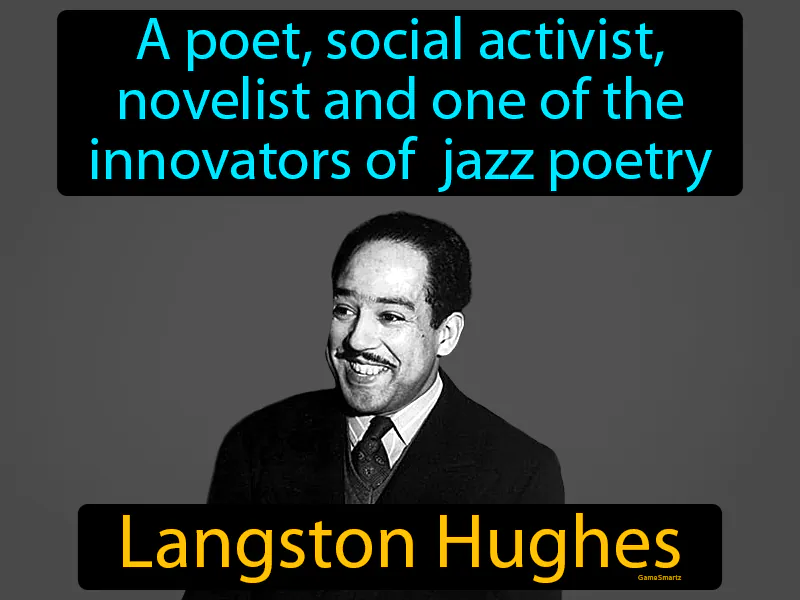 A poet, social activist,
novelist and one of the
innovators of  jazz poetry
Langston Hughes
GameSmartz